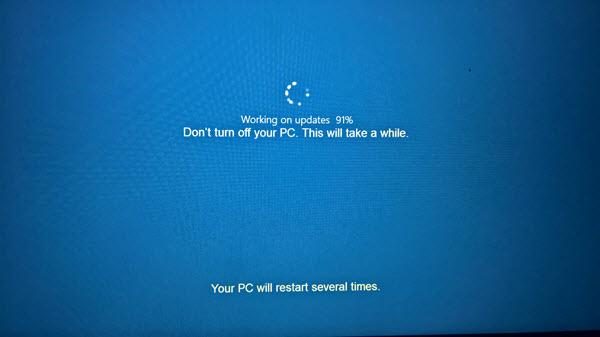 Working on updates 91%
Don't turn off your PC. This will take a while.
Your PC will restart several times.